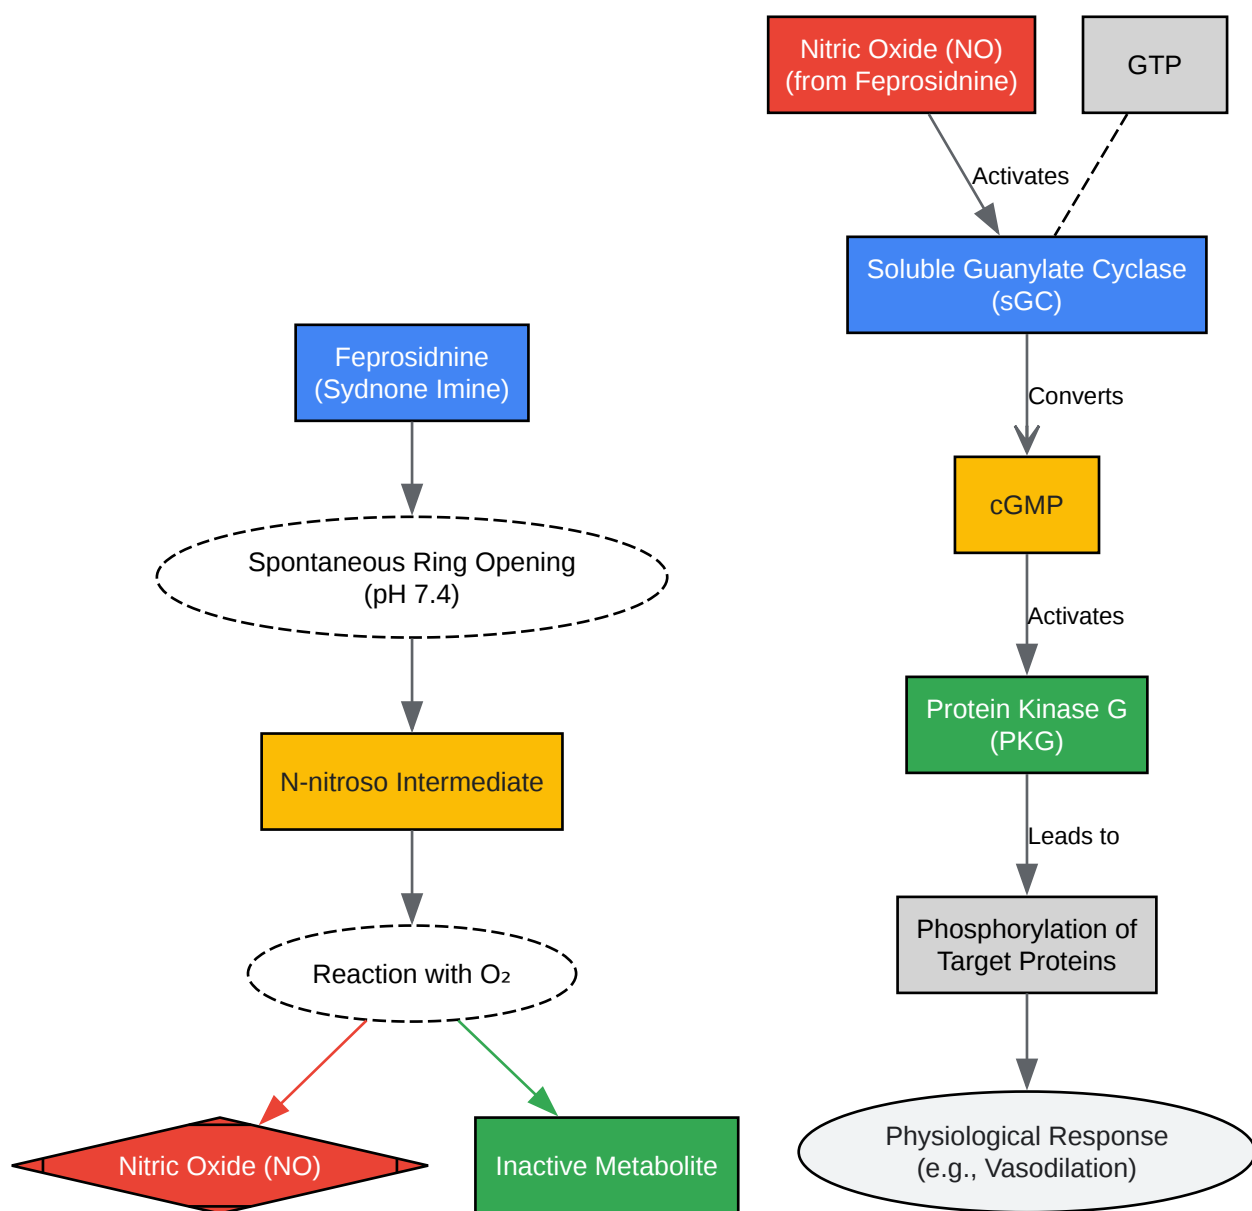 Nitric Oxide (NO)
(from Feprosidnine)
GTP
Activates
Soluble Guanylate Cyclase
(sGC)
Converts
cGMP
Activates
Protein Kinase G
(PKG)
Leads to
Phosphorylation of
Target Proteins
Physiological Response
(e.g., Vasodilation)
Feprosidnine
(Sydnone Imine)
Spontaneous Ring Opening
(pH 7.4)
N-nitroso Intermediate
Reaction with O₂
Nitric Oxide (NO)
Inactive Metabolite